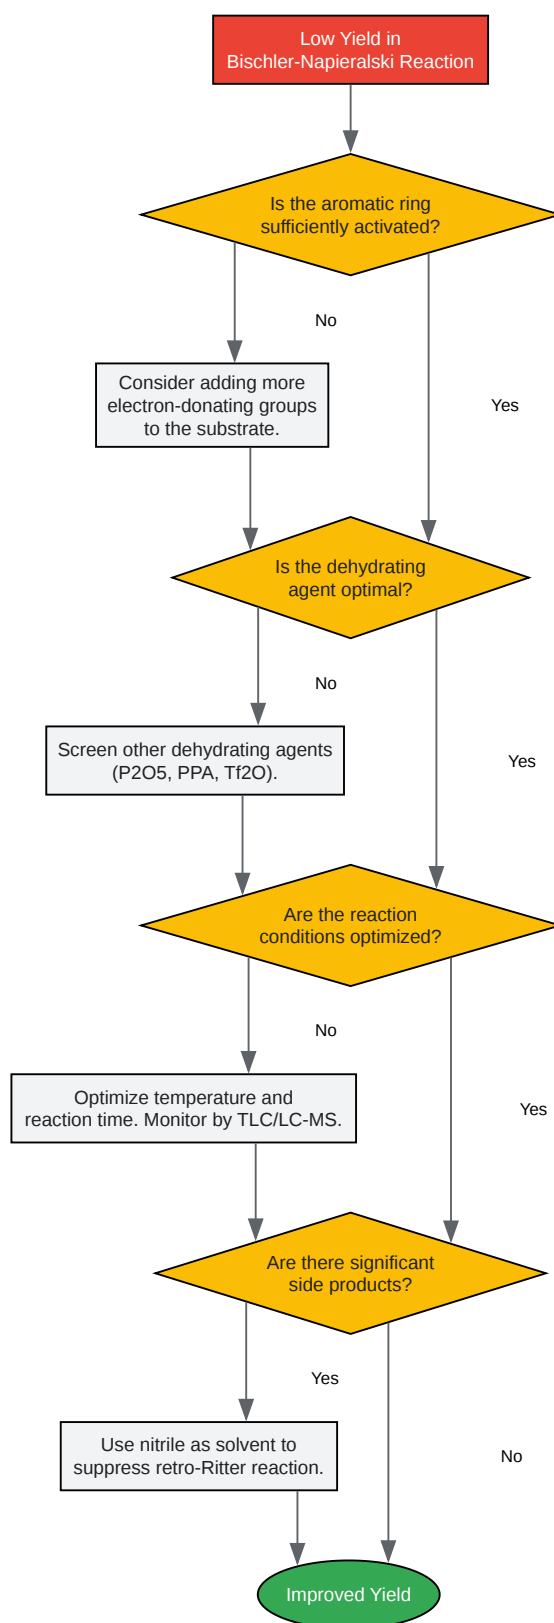 Low Yield in
Bischler-Napieralski Reaction
Is the aromatic ring
sufficiently activated?
No
Yes
Consider adding more
electron-donating groups
to the substrate.
Is the dehydrating
agent optimal?
No
Yes
Screen other dehydrating agents
(P2O5, PPA, Tf2O).
Are the reaction
conditions optimized?
No
Yes
Optimize temperature and
reaction time. Monitor by TLC/LC-MS.
Are there significant
side products?
Yes
No
Use nitrile as solvent to
suppress retro-Ritter reaction.
Improved Yield